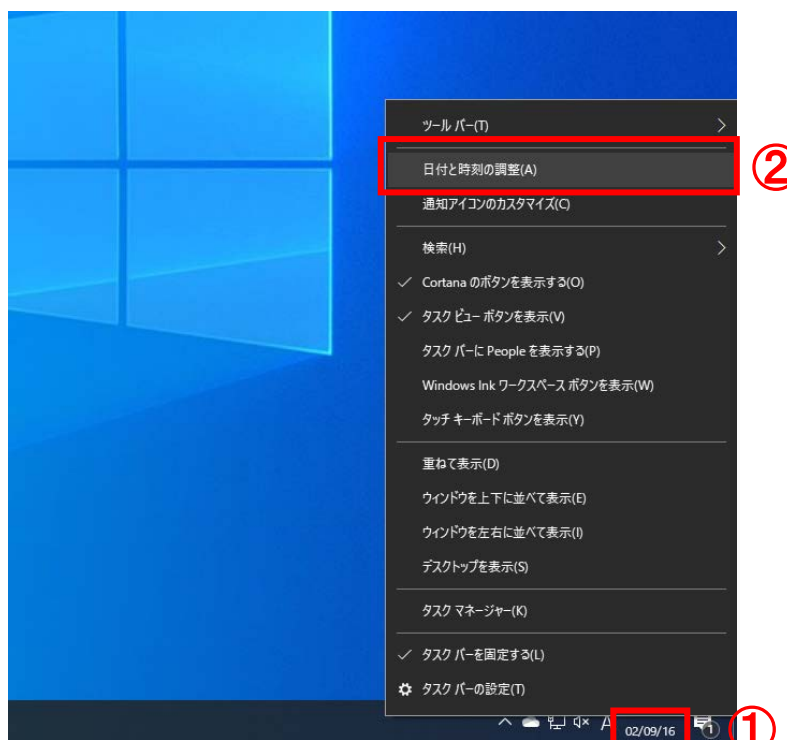 ツール バー(T)
日付と時刻の調整(A)
②
通知アイコンのカスタマイズ(C)
検索(H)
Cortana のボタンを表示する(O)
タスク ビュー ボタンを表示(V)
タスク バーに People を表示する(P)
Windows Ink ワークスペース ボタンを表示(W)
タッチ キーボード ボタンを表示(Y)
重ねて表示(D)
ウインドウを上下に並べて表示(E)
ウィンドウを左右に並べて表示(I)
デスクトップを表示(S)
タスク マネージャー(K)
タスク バーを固定する(L)
タスク バーの設定(T)
A 02/09/16 1 ①